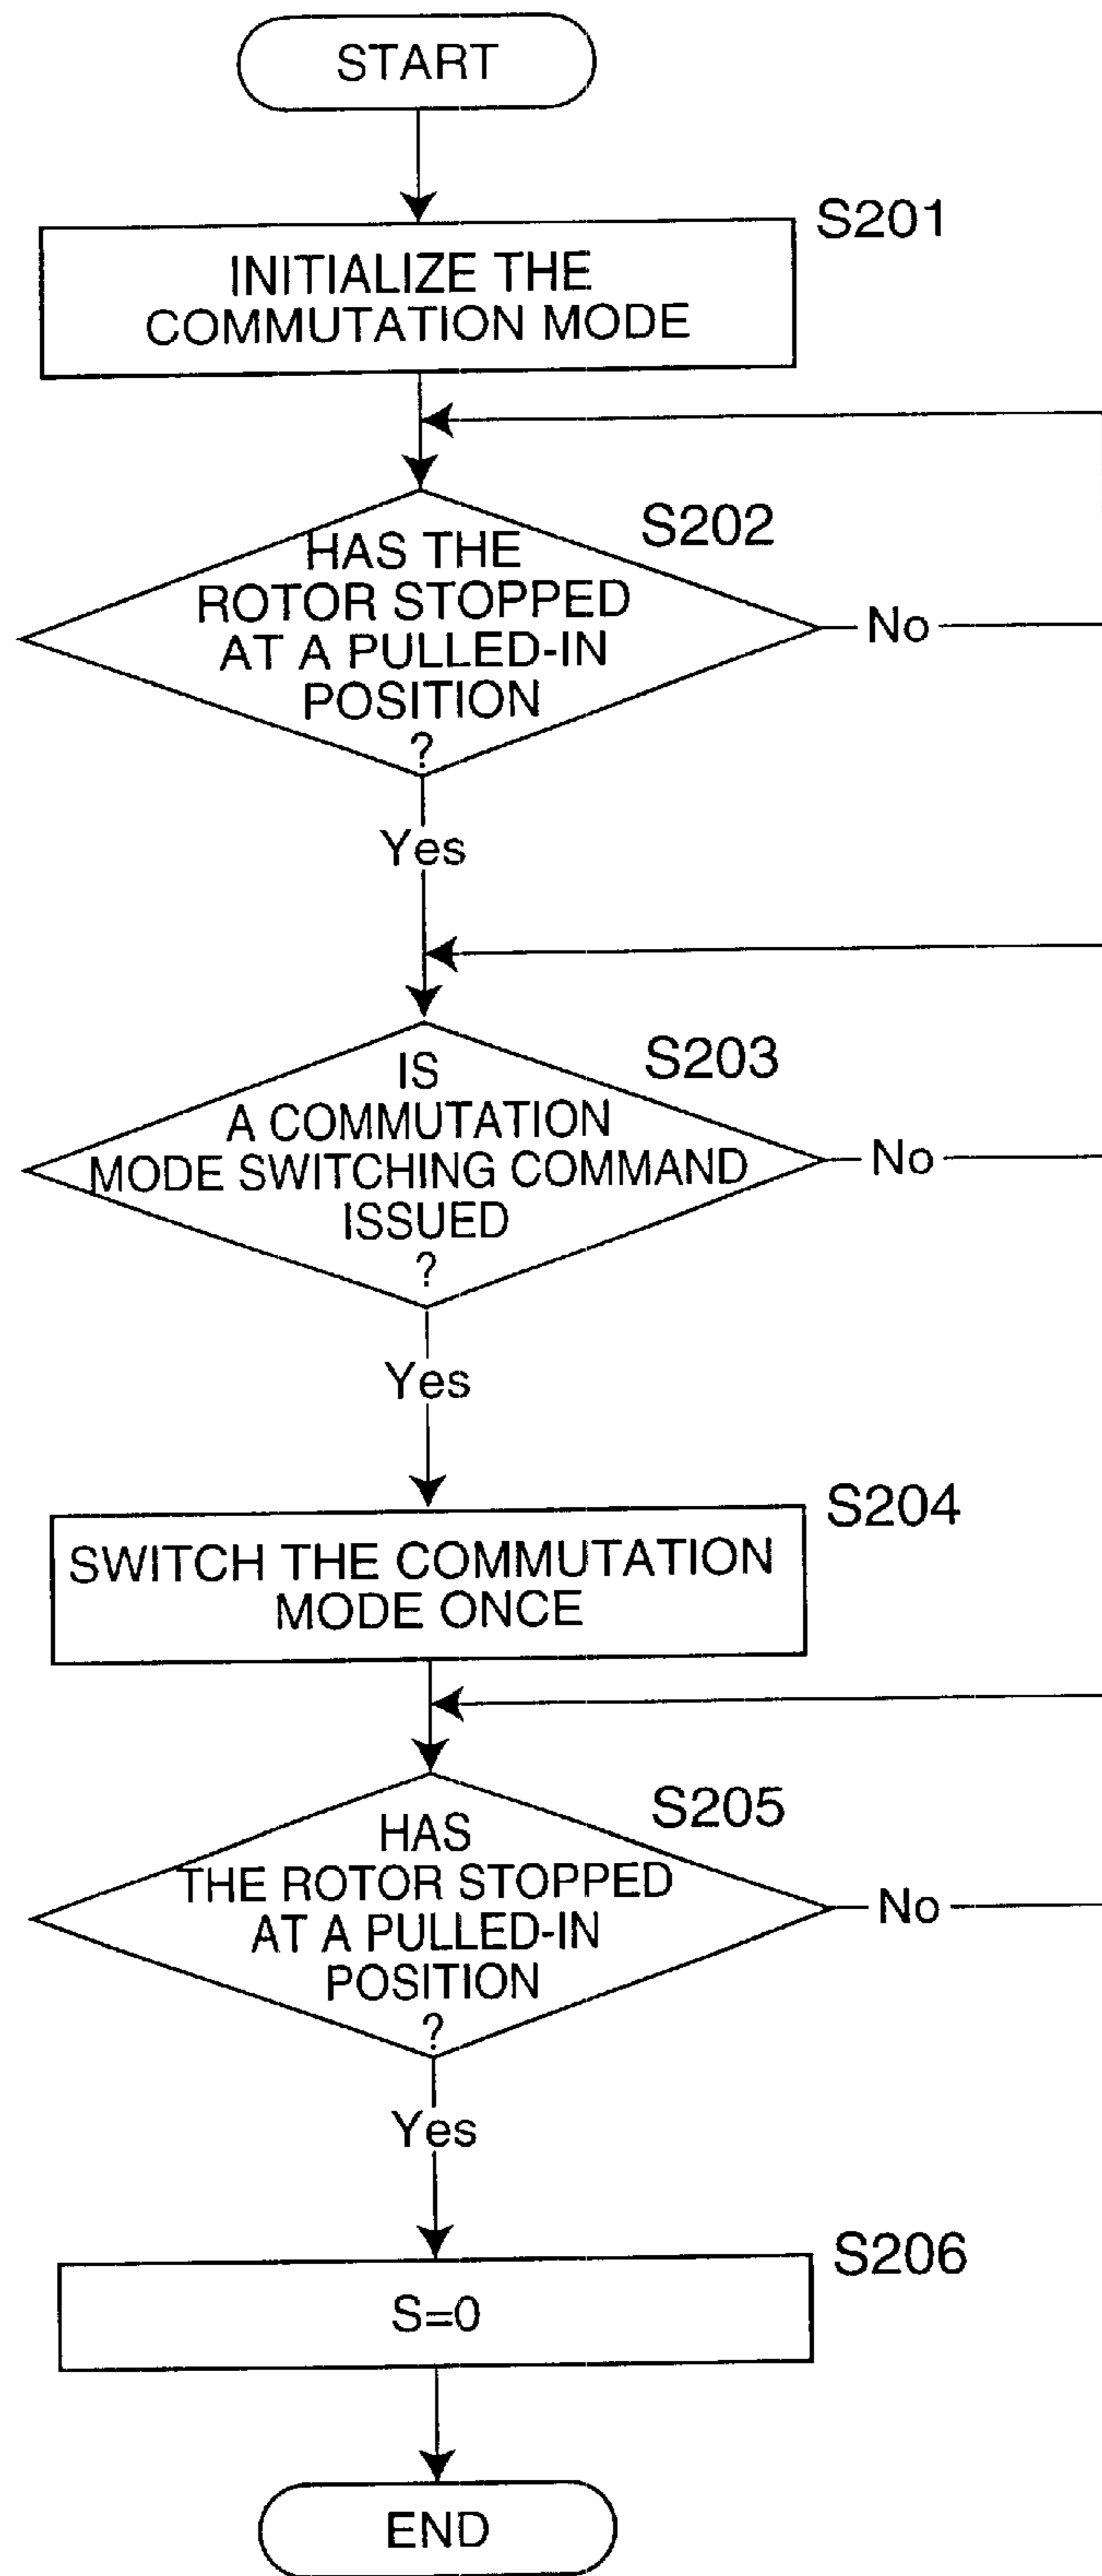 START
S201
INITIALIZE THE
COMMUTATION MODE
S202
HAS THE
ROTOR STOPPED
AT A PULLED-IN
POSITION
?
No
Yes
S203
IS
A COMMUTATION
MODE SWITCHING COMMAND
ISSUED
?
No
Yes
S204
SWITCH THE COMMUTATION
MODE ONCE
S205
HAS
THE ROTOR STOPPED
AT A PULLED-IN
POSITION
?
No
Yes
S206
S=0
END